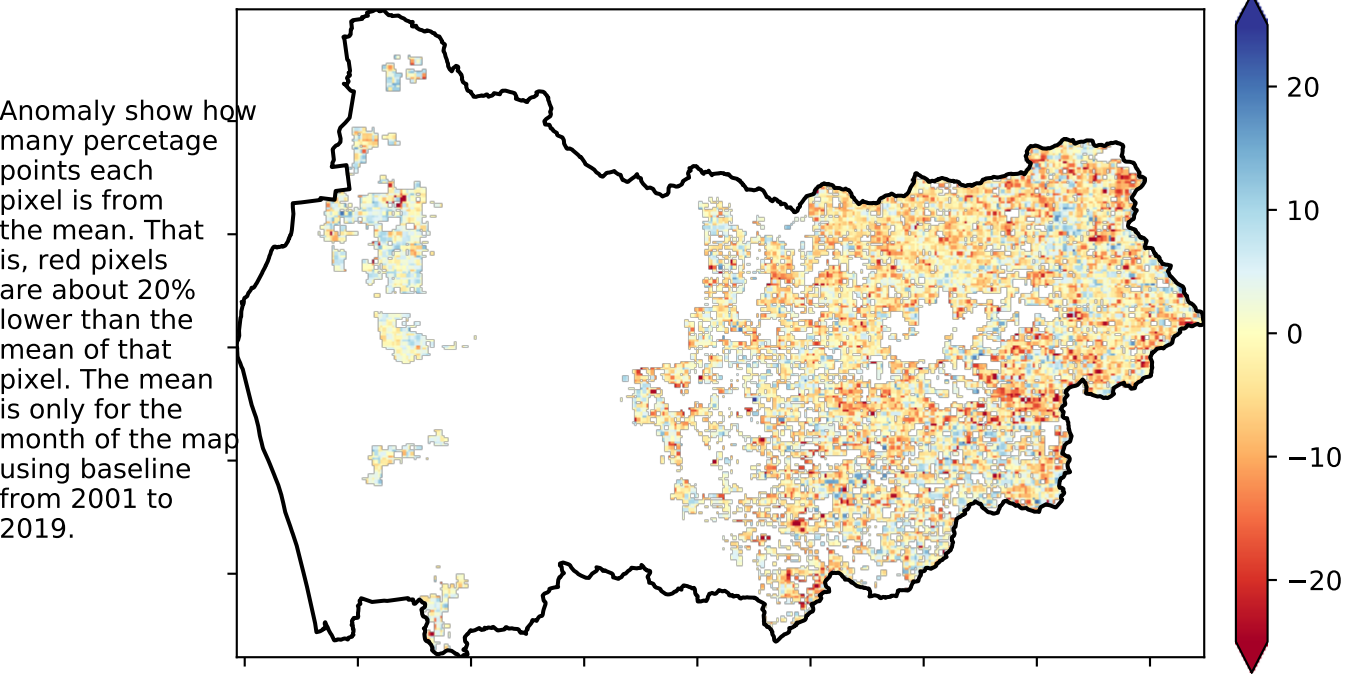 Anomaly show how
many percetage
points each
pixel is from
the mean. That
is, red pixels
are about 20%
lower than the
mean of that
pixel. The mean
is only for the
month of the map
using baseline
from 2001 to
2019.
20
10
0
−10
−20